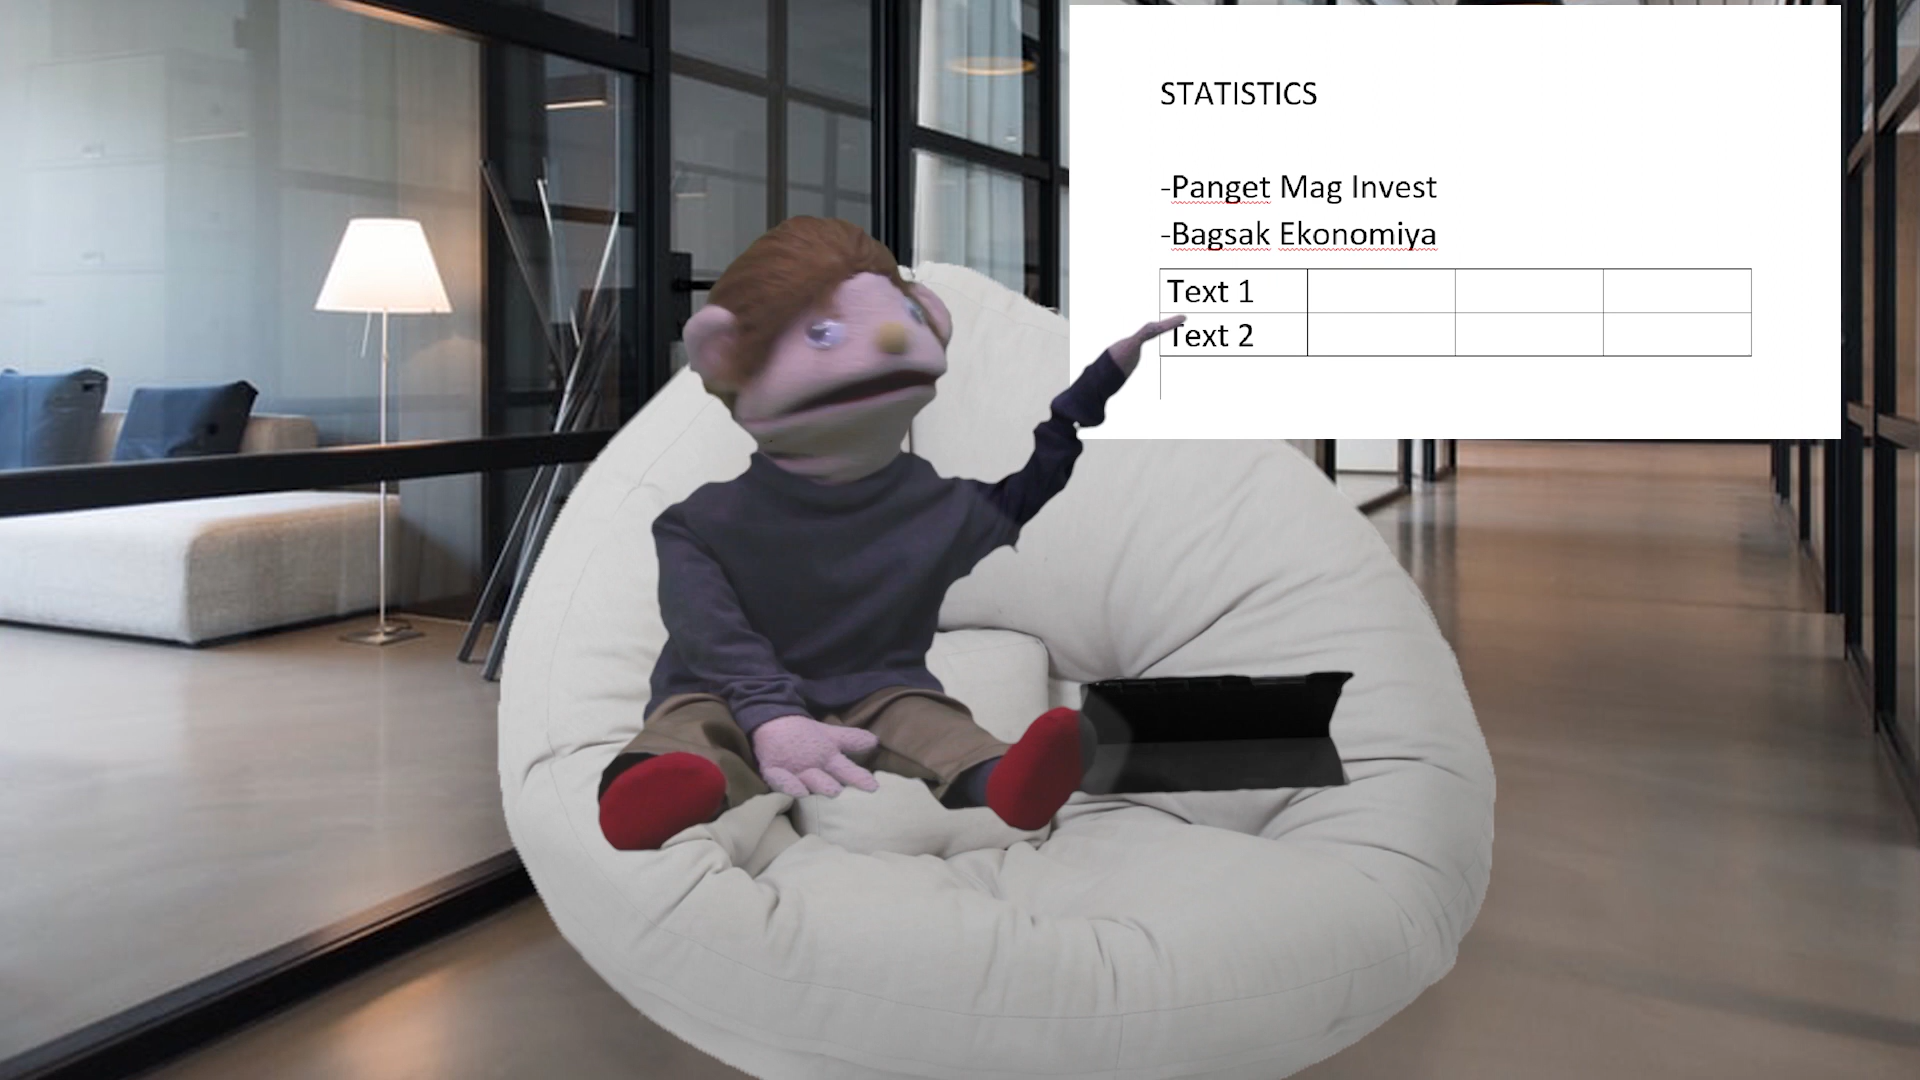 STATISTICS
-Panget Mag Invest
-Bagsak Ekonomiya
Text 1
Text 2